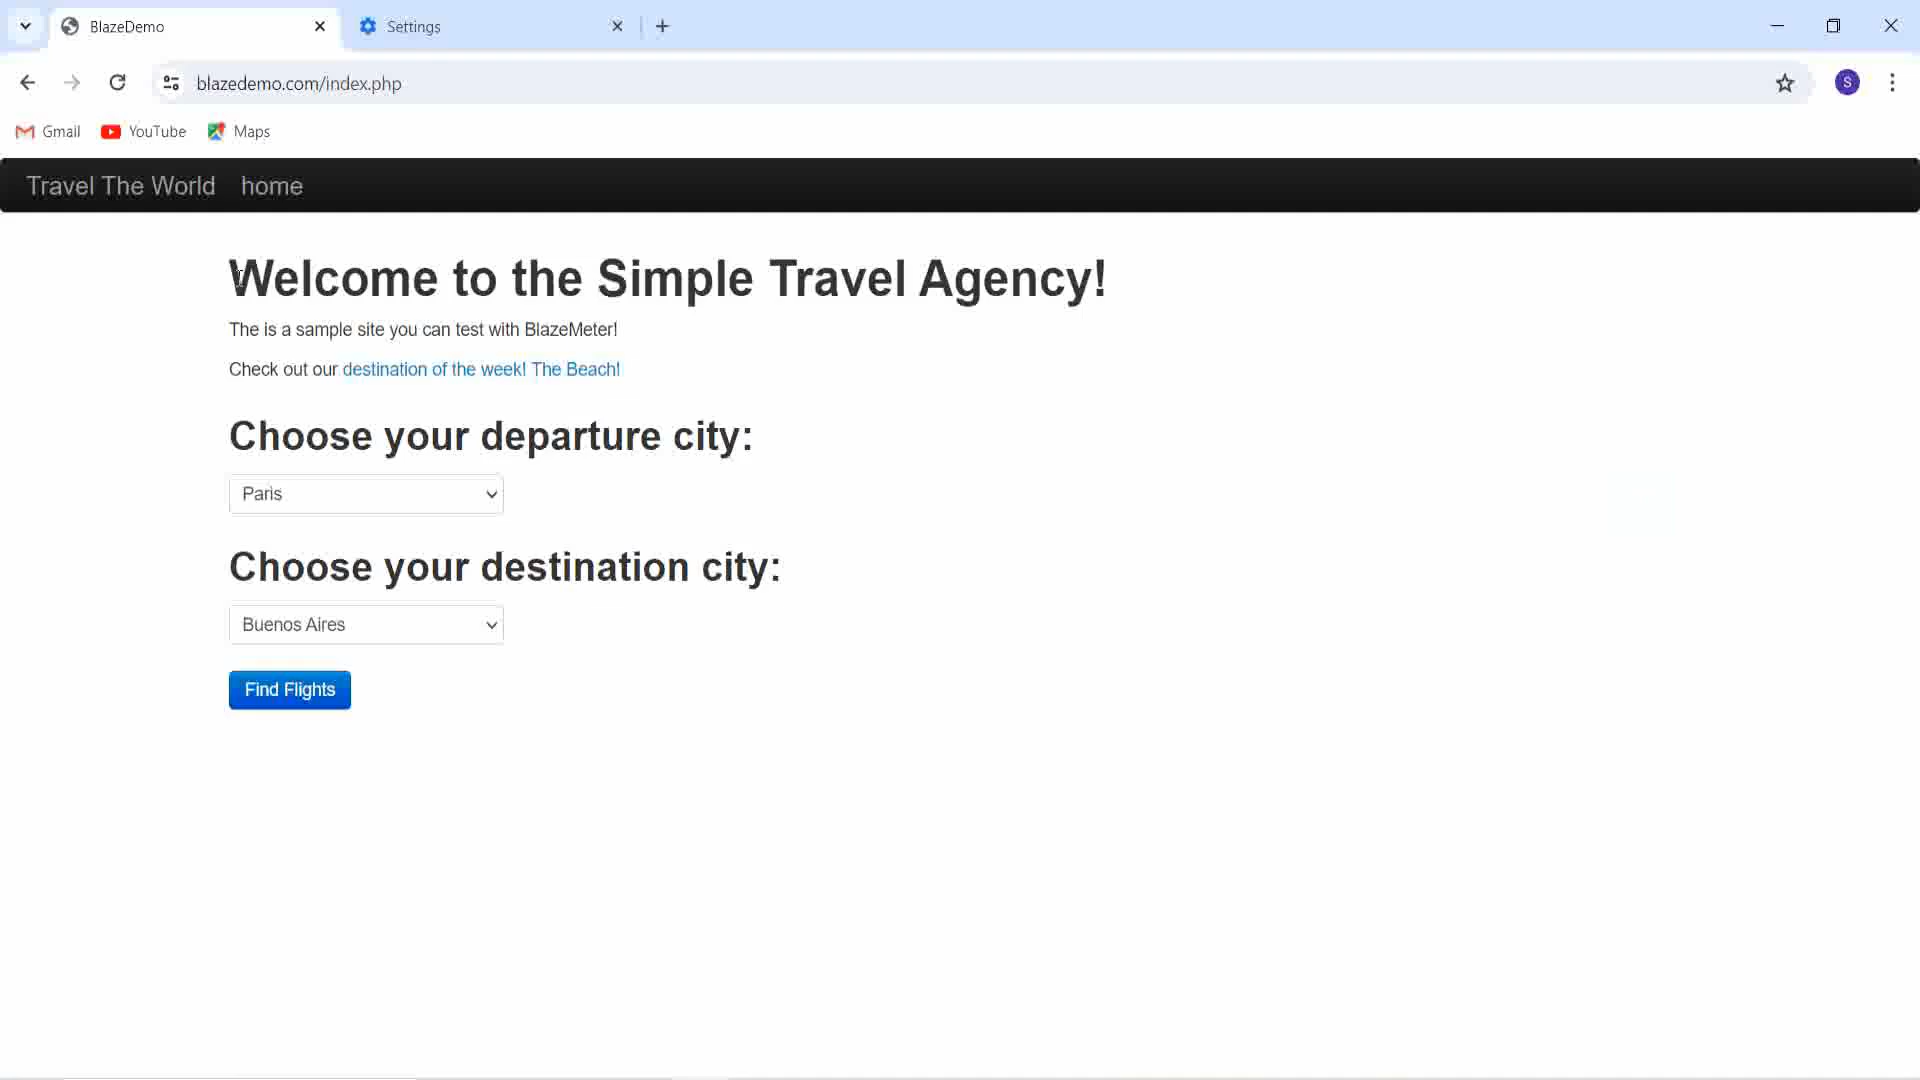 BlazeDemo
Settings
blazedemo.com/index.php
S
Gmail
YouTube
Maps
Travel The World home
Welcome to the Simple Travel Agency!
The is a sample site you can test with BlazeMeter!
Check out our destination of the week! The Beach!
Choose your departure city:
Paris
Choose your destination city:
Buenos Aires
Find Flights